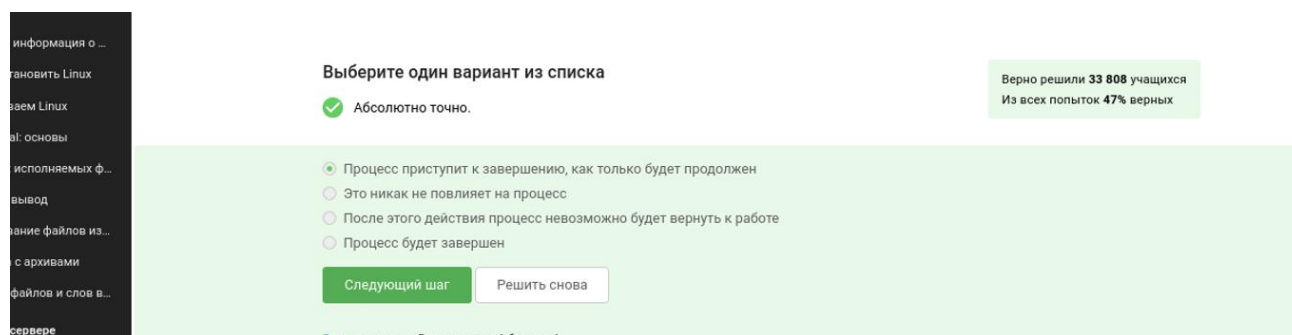 информация о ...
тановить Linux
ваем Linux
al: основы
исполняемых ф...
вывод
вание файлов из...
с архивами
файлов и слов в...
сервере
Выберите один вариант из списка
Абсолютно точно.
Верно решили 33 808 учащихся
Из всех попыток 47% верных
Процесс приступит к завершению, как только будет продолжен
Это никак не повлияет на процесс
После этого действия процесс невозможно будет вернуть к работе
Процесс будет завершен
Следующий шаг
Решить снова